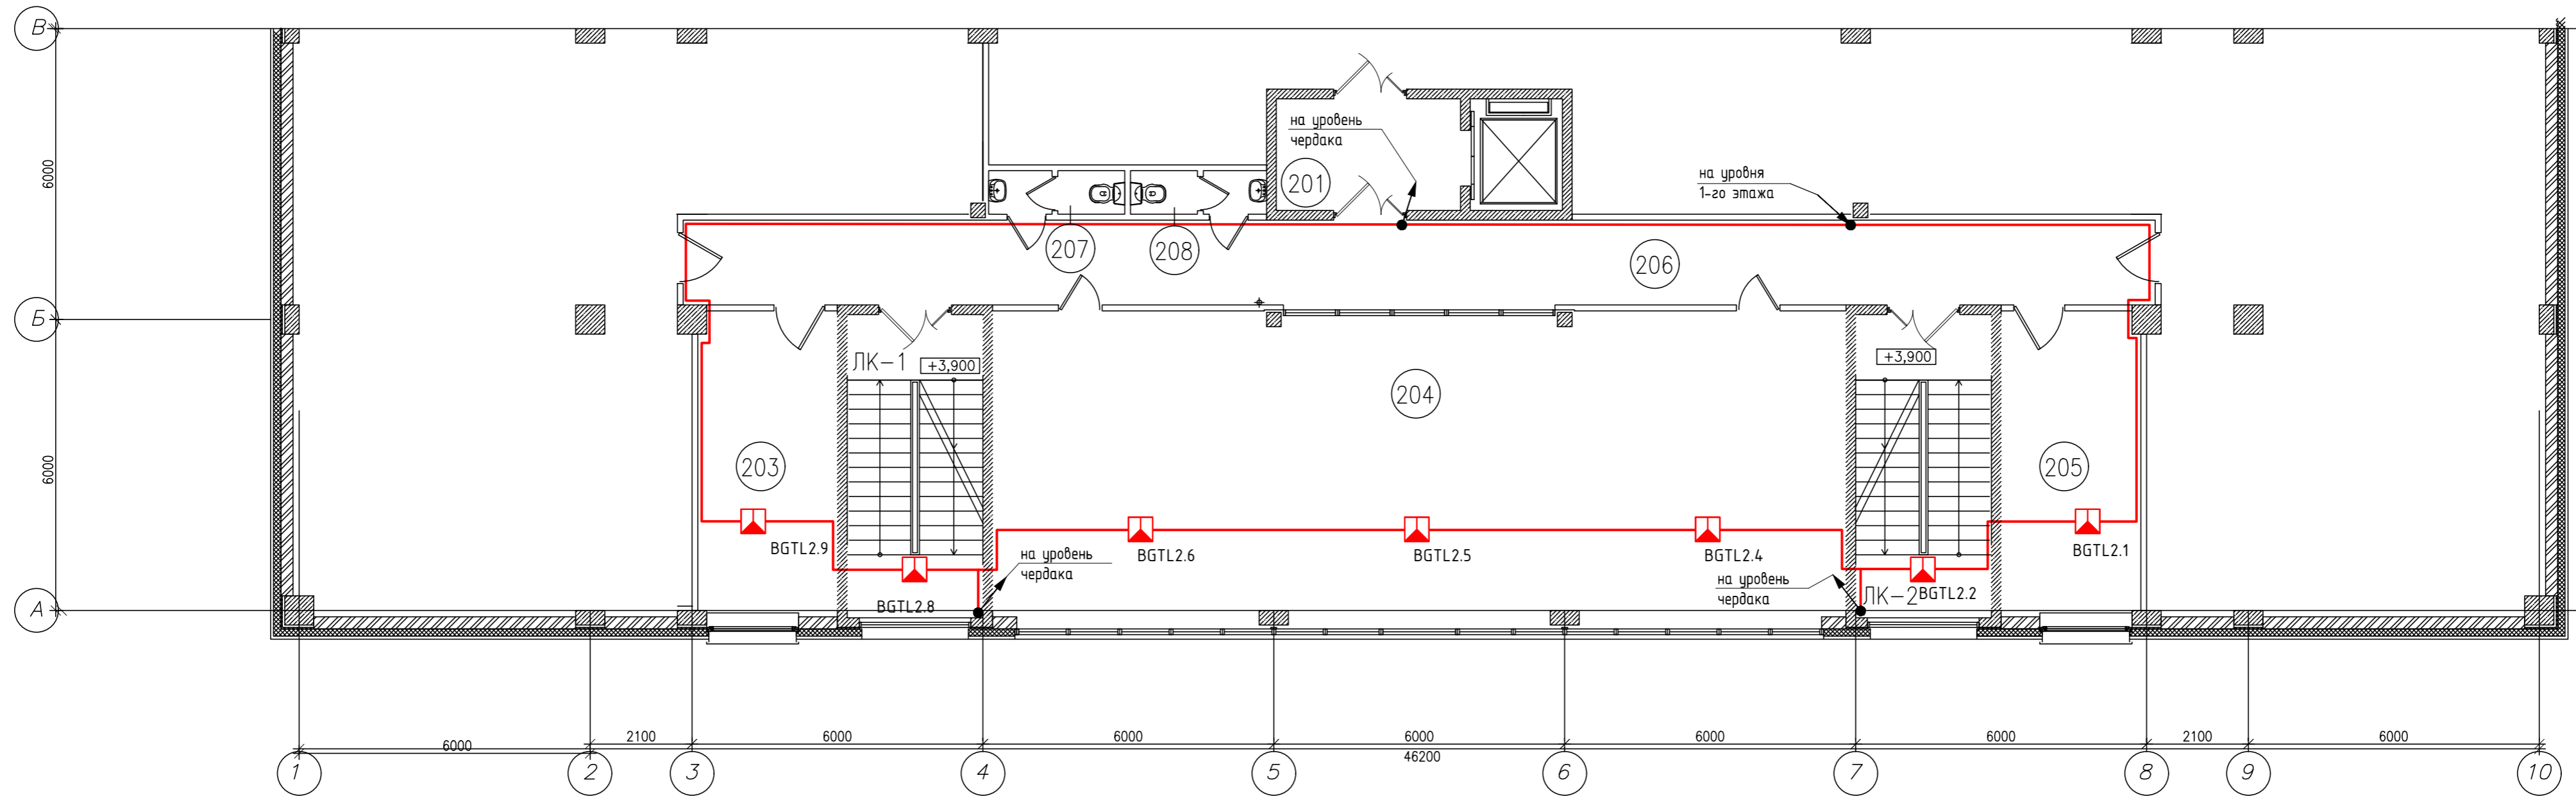 В
6000
на уровень
чердака
201
на уровня
1-го этажа
207
208
206
Б
ЛК-1
+3,900
+3,900
204
6000
203
205
BGTL2.9
BGTL2.6
BGTL2.5
BGTL2.4
BGTL2.1
на уровень
чердака
на уровень
чердака
BGTL2.8
ЛК-2
BGTL2.2
А
6000
2100
6000
6000
6000
6000
6000
2100
6000
46200
1
2
3
4
5
6
7
8
9
10